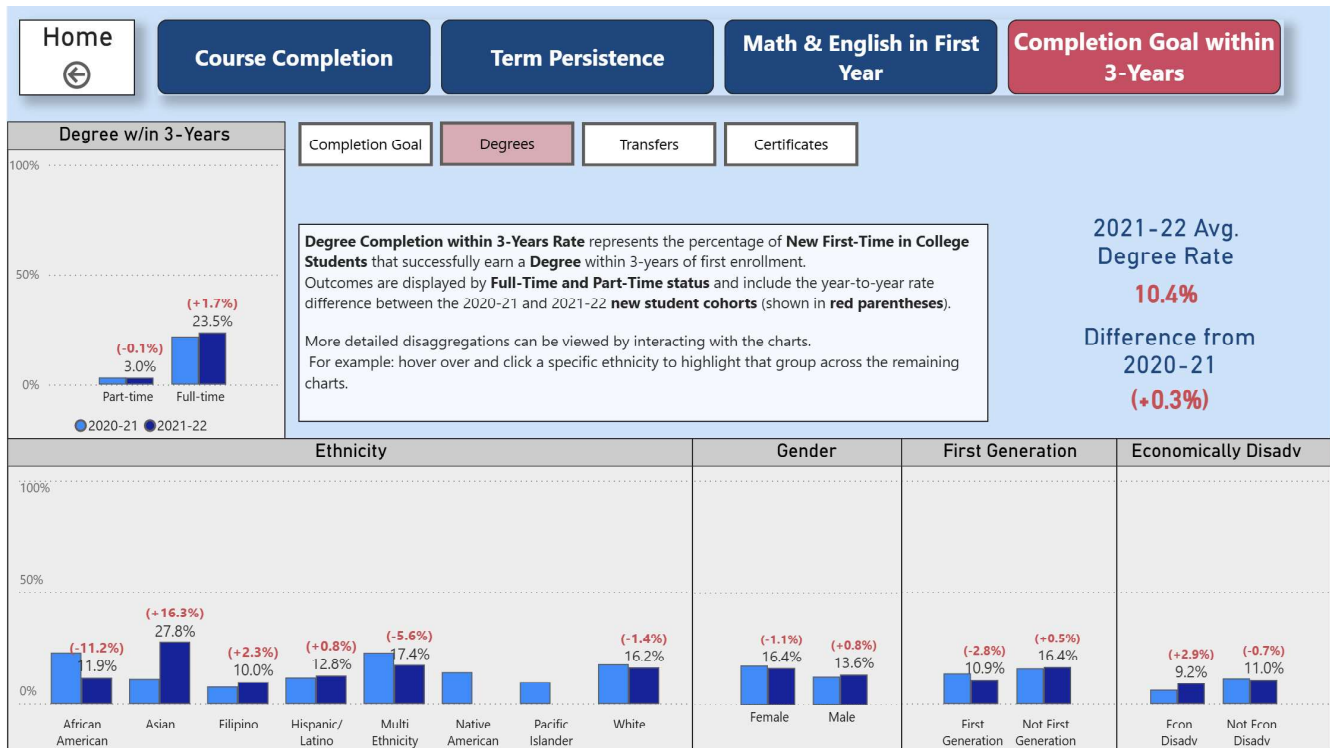 Home
Course Completion
Term Persistence
Math & English in First
Year
Completion Goal within
3-Years
Degree w/in 3-Years
100%
50%
0%
(-0.1%)
3.0%
(+1.7%)
23.5%
Part-time
Full-time
2020-21
2021-22
Completion Goal
Degrees
Transfers
Certificates
Degree Completion within 3-Years Rate represents the percentage of New First-Time in College
Students that successfully earn a Degree within 3-years of first enrollment.
Outcomes are displayed by Full-Time and Part-Time status and include the year-to-year rate
difference between the 2020-21 and 2021-22 new student cohorts (shown in red parentheses).
More detailed disaggregations can be viewed by interacting with the charts.
For example: hover over and click a specific ethnicity to highlight that group across the remaining
charts.
2021-22 Avg.
Degree Rate
10.4%
Difference from
2020-21
(+0.3%)
Ethnicity
100%
50%
0%
(-11.2%)
11.9%
(+16.3%)
27.8%
(+2.3%)
10.0%
(+0.8%)
12.8%
(-5.6%)
17.4%
(-1.4%)
16.2%
African
American
Asian
Filipino
Hispanic/
Latino
Multi
Ethnicity
Native
American
Pacific
Islander
White
Gender
(-1.1%)
16.4%
(+0.8%)
13.6%
Female
Male
First Generation
(-2.8%)
10.9%
(+0.5%)
16.4%
First
Generation
Not First
Generation
Economically Disadv
(+2.9%)
9.2%
(-0.7%)
11.0%
Econ
Disadv
Not Econ
Disadv